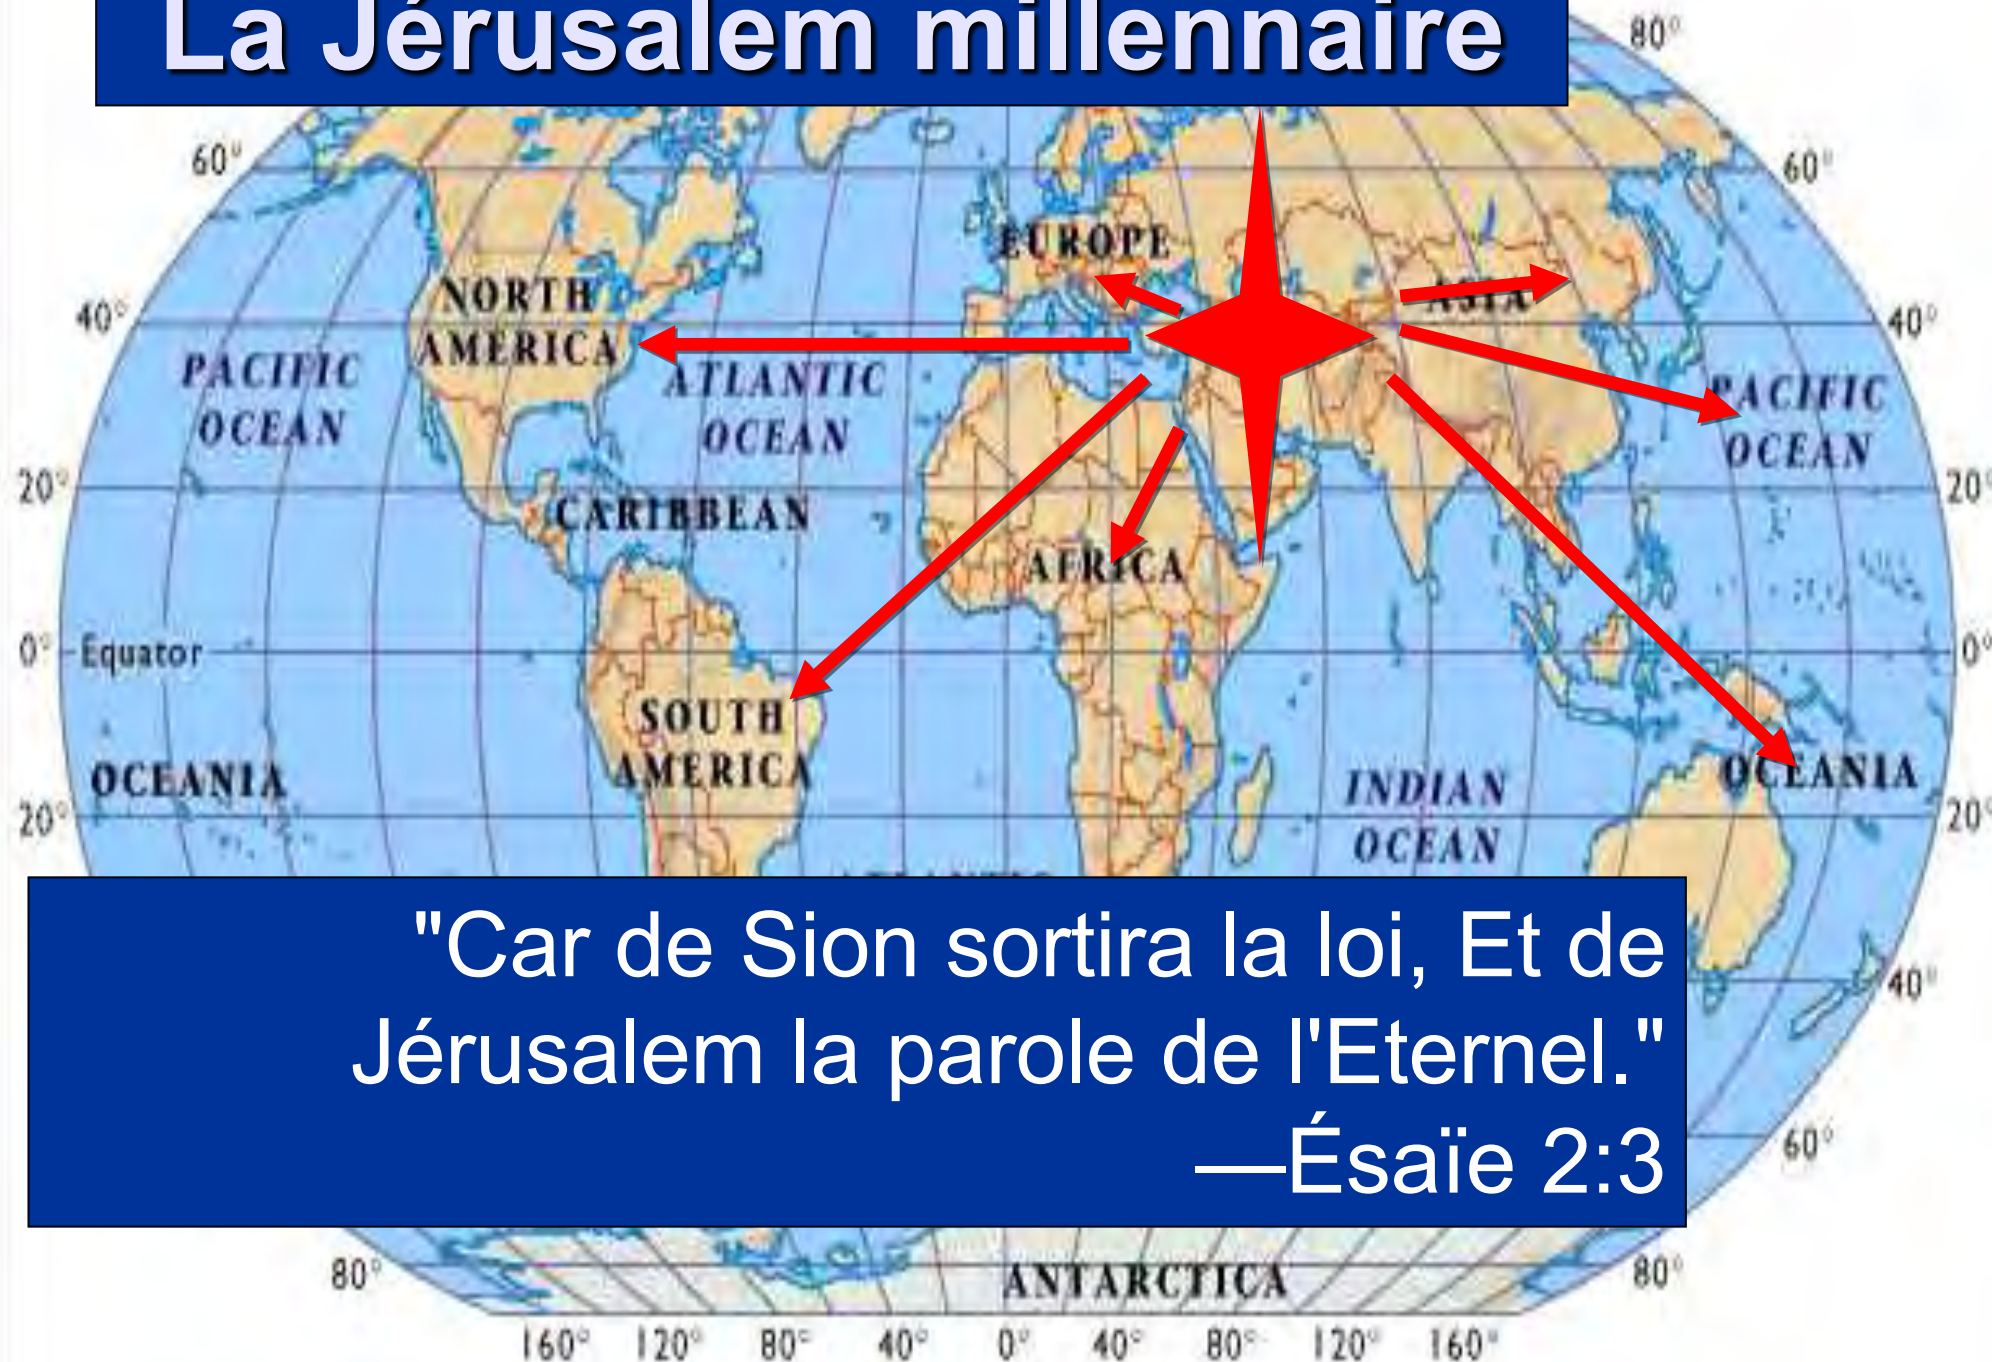 La Jérusalem millennaire
80°
60°
60°
EUROPE
NORTH
AMERICA
ASIA
40°
40°
PACIFIC
OCEAN
ATLANTIC
OCEAN
PACIFIC
OCEAN
20°
20°
CARIBBEAN
AFRICA
0°
Equator
0°
SOUTH
AMERICA
OCEANIA
INDIAN
OCEAN
OCEANIA
20°
20°
"Car de Sion sortira la loi, Et de
Jérusalem la parole de l'Eternel."
—Ésaïe 2:3
40°
60°
80°
ANTARCTICA
80°
160° 120° 80° 40° 0° 40° 80° 120° 160°